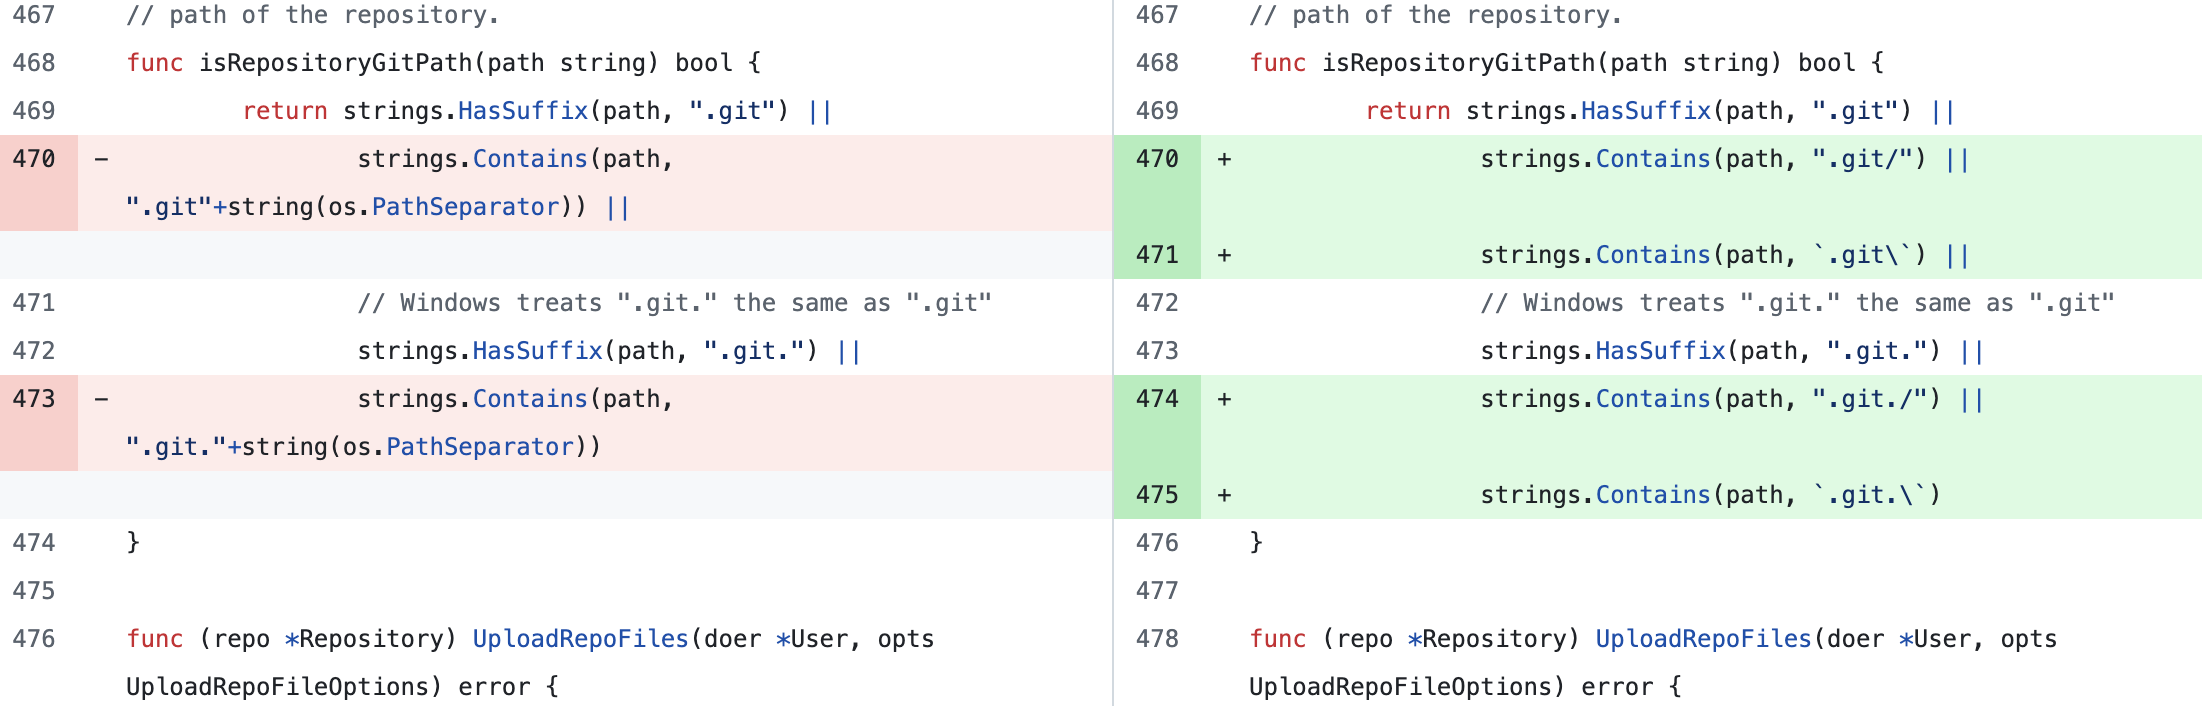 467 // path of the repository.
468 func isRepositoryGitPath(path string) bool {
469 return strings.HasSuffix(path, ".git") ||
470 - strings.Contains(path,
".git"+string(os.PathSeparator)) ||
471 // Windows treats ".git." the same as ".git"
472 strings.HasSuffix(path, ".git.") ||
473 - strings.Contains(path,
".git."+string(os.PathSeparator))
474 }
475
476 func (repo *Repository) UploadRepoFiles(doer *User, opts
UploadRepoFileOptions) error {
467 // path of the repository.
468 func isRepositoryGitPath(path string) bool {
469 return strings.HasSuffix(path, ".git") ||
470 + strings.Contains(path, ".git/") ||
471 + strings.Contains(path, `.git\`) ||
472 // Windows treats ".git." the same as ".git"
473 strings.HasSuffix(path, ".git.") ||
474 + strings.Contains(path, ".git./") ||
475 + strings.Contains(path, `.git.\`)
476 }
477
478 func (repo *Repository) UploadRepoFiles(doer *User, opts
UploadRepoFileOptions) error {